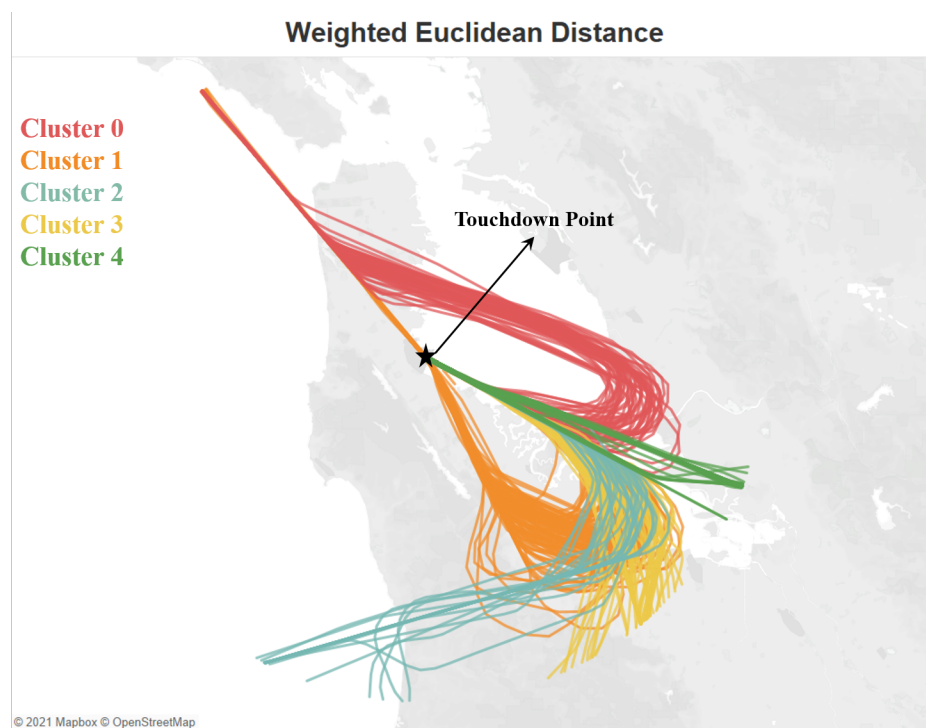 Weighted Euclidean Distance
Cluster 0
Cluster 1
Cluster 2
Cluster 3
Cluster 4
Touchdown Point
© 2021 Mapbox © OpenStreetMap